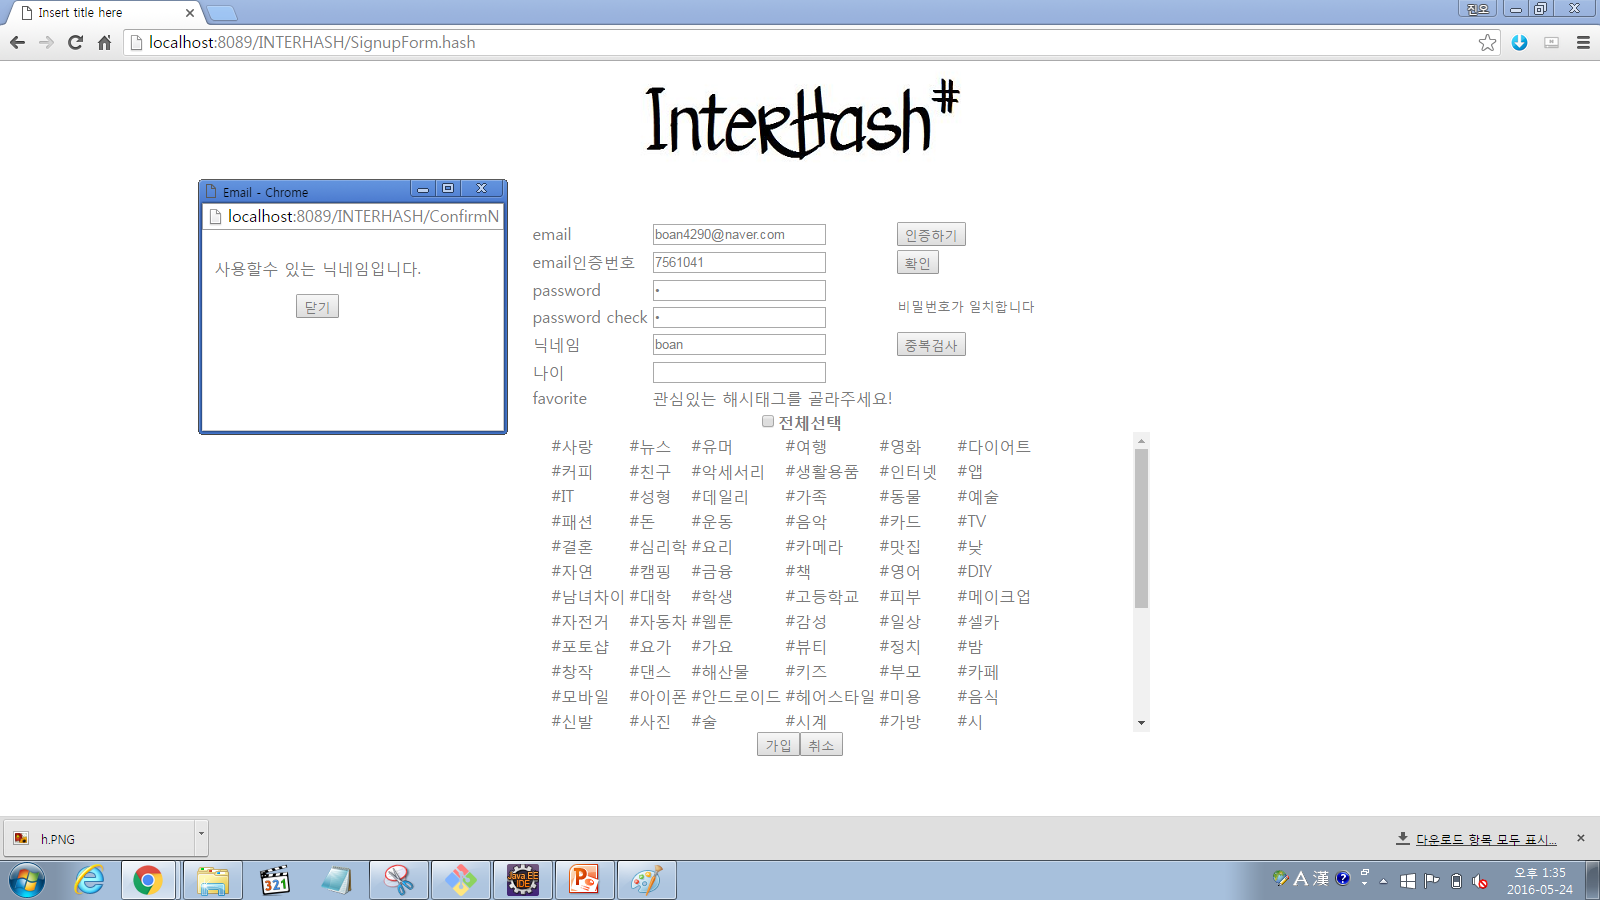 Insert title here
진오
localhost:8089/INTERHASH/SignupForm.hash
InterHash#
Email - Chrome
localhost:8089/INTERHASH/ConfirmN
사용할수 있는 닉네임입니다.
닫기
email boan4290@naver.com 인증하기
email인증번호 7561041 확인
password •
비밀번호가 일치합니다
password check •
닉네임 boan 중복검사
나이
favorite 관심있는 해시태그를 골라주세요!
전체선택
#사랑 #뉴스 #유머 #여행 #영화 #다이어트
#커피 #친구 #악세서리 #생활용품 #인터넷 #앱
#IT #성형 #데일리 #가족 #동물 #예술
#패션 #돈 #운동 #음악 #카드 #TV
#결혼 #심리학 #요리 #카메라 #맛집 #낮
#자연 #캠핑 #금융 #책 #영어 #DIY
#남녀차이 #대학 #학생 #고등학교 #피부 #메이크업
#자전거 #자동차 #웹툰 #감성 #일상 #셀카
#포토샵 #요가 #가요 #뷰티 #정치 #밤
#창작 #댄스 #해산물 #키즈 #부모 #카페
#모바일 #아이폰 #안드로이드 #헤어스타일 #미용 #음식
#신발 #사진 #술 #시계 #가방 #시
가입 취소
h.PNG
다운로드 항목 모두 표시...
321
Java EE IDE
A 漢
오후 1:35
2016-05-24